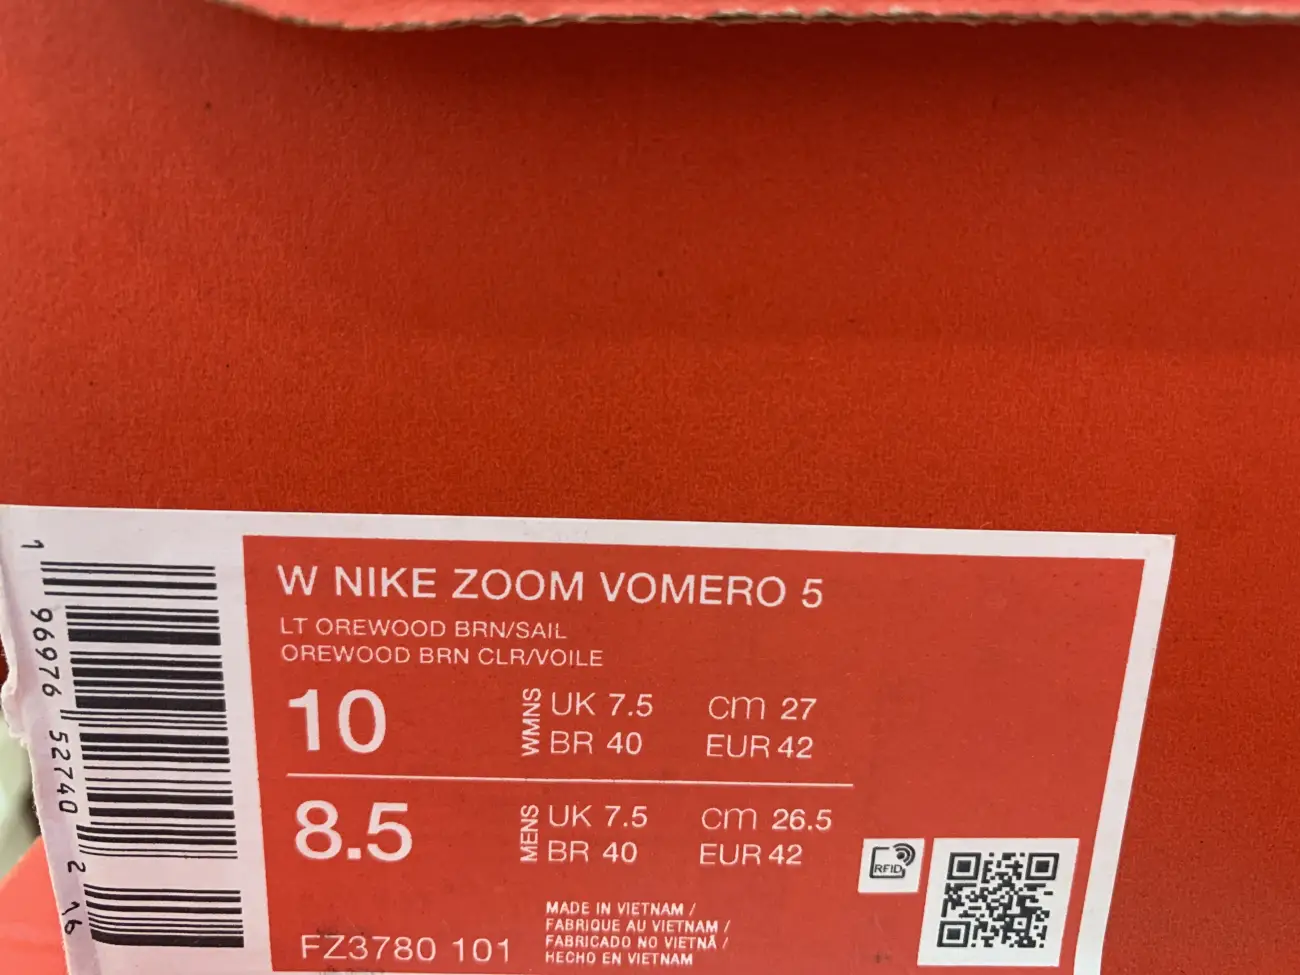 1 96976 52740 2 16
W NIKE ZOOM VOMERO 5
LT OREWOOD BRN/SAIL
OREWOOD BRN CLR/VOILE
10
WMNS
UK 7.5 cm 27
BR 40 EUR 42
8.5
MENS
UK 7.5 cm 26.5
BR 40 EUR 42
RFID
FZ3780 101
MADE IN VIETNAM /
FABRIQUE AU VIETNAM /
FABRICADO NO VIETNÃ /
HECHO EN VIETNAM